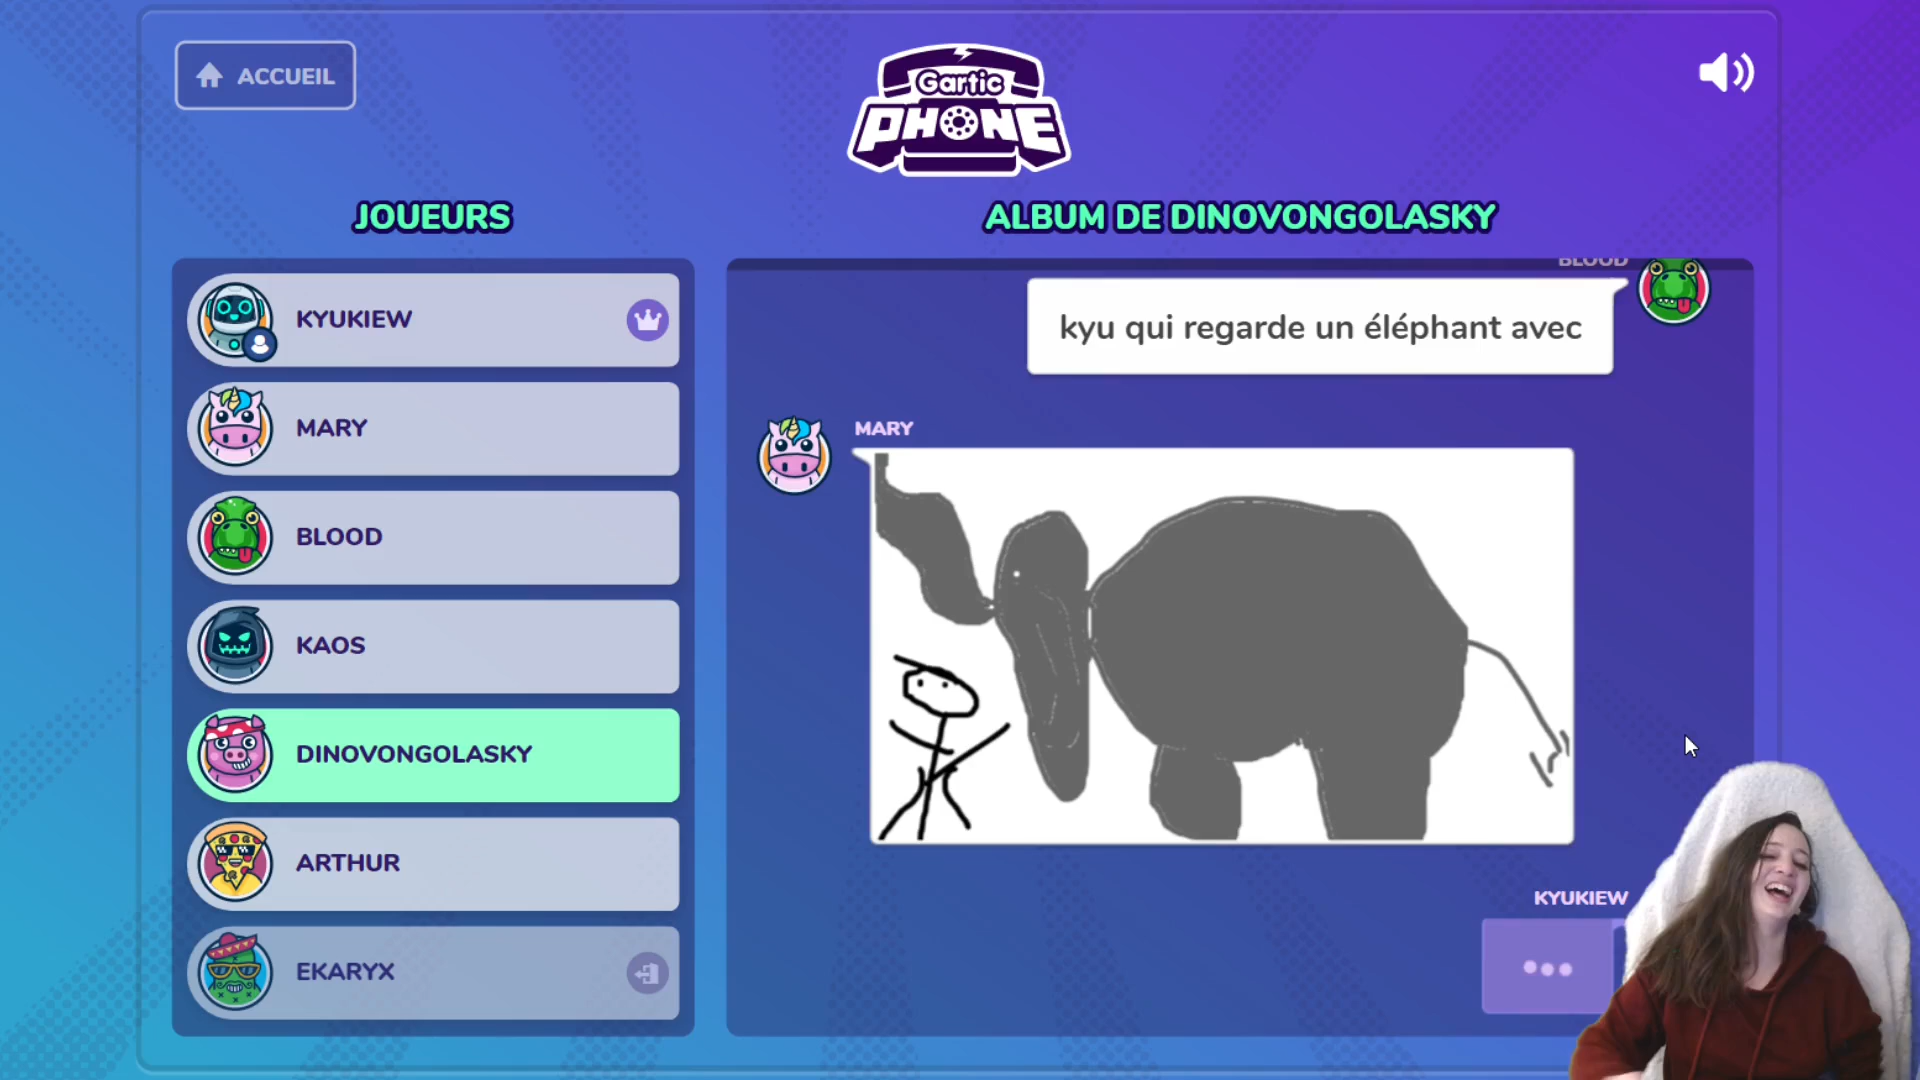 ACCUEIL
Gartic
PHONE
JOUEURS
ALBUM DE DINOVONGOLASKY
KYUKIEW
MARY
BLOOD
KAOS
DINOVONGOLASKY
ARTHUR
EKARYX
BLOOD
kyu qui regarde un éléphant avec
MARY
KYUKIEW